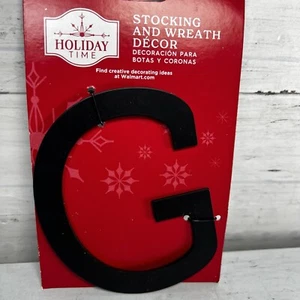 HOLIDAY
TIME
STOCKING
AND WREATH
DÉCOR
DECORACIÓN PARA
BOTAS Y CORONAS
Find creative decorating ideas
at Walmart.com
G